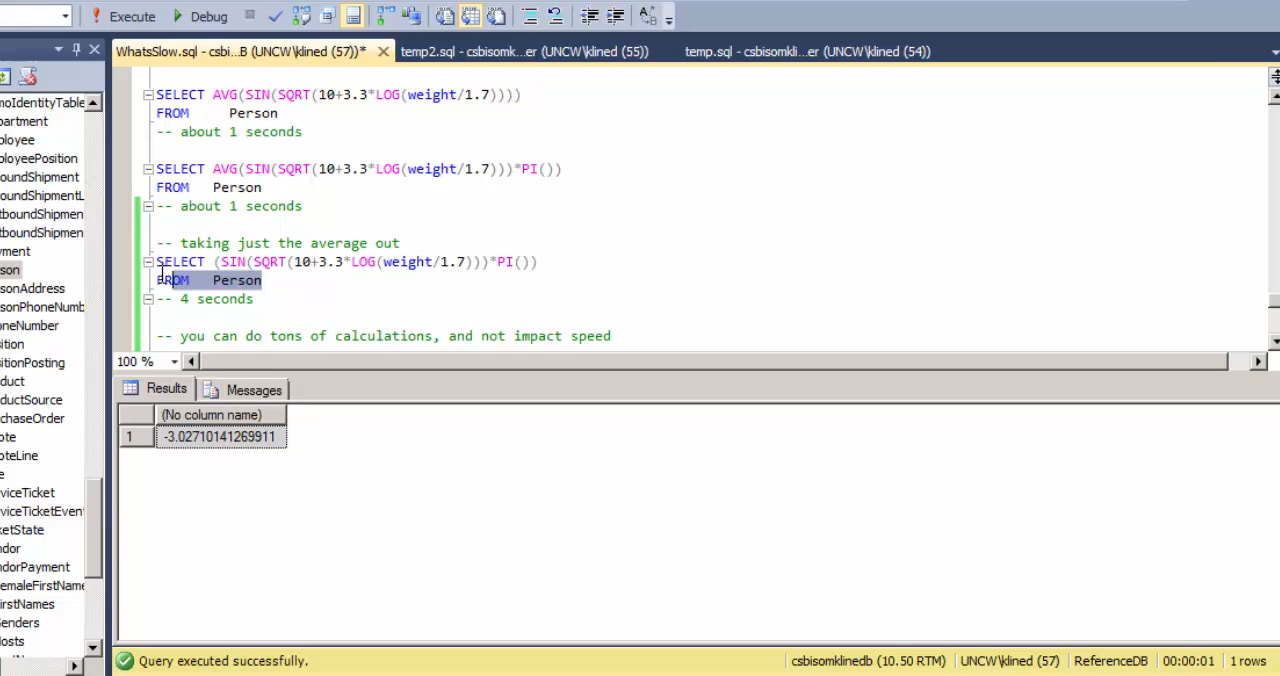 Execute Debug
WhatsSlow.sql - csbi...B (UNCW\klined (57))* temp2.sql - csbisomk...er (UNCW\klined (55)) temp.sql - csbisomkli...er (UNCW\klined (54))
moIdentityTable
partment
ployee
ployeePosition
oundShipment
oundShipmentL
tboundShipmen
tboundShipmen
yment
son
sonAddress
sonPhoneNumb
oneNumber
sition
sitionPosting
duct
ductSource
rchaseOrder
ote
oteLine
e
viceTicket
viceTicketEven
ketState
ndor
ndorPayment
emaleFirstName
irstNames
Genders
Hosts
SELECT AVG(SIN(SQRT(10+3.3*LOG(weight/1.7))))
FROM Person
-- about 1 seconds
SELECT AVG(SIN(SQRT(10+3.3*LOG(weight/1.7)))*PI())
FROM Person
-- about 1 seconds
-- taking just the average out
SELECT (SIN(SQRT(10+3.3*LOG(weight/1.7)))*PI())
FROM Person
-- 4 seconds
-- you can do tons of calculations, and not impact speed
100 %
Results Messages
(No column name)
1 -3.02710141269911
Query executed successfully. csbisomklinedb (10.50 RTM) UNCW\klined (57) ReferenceDB 00:00:01 1 rows